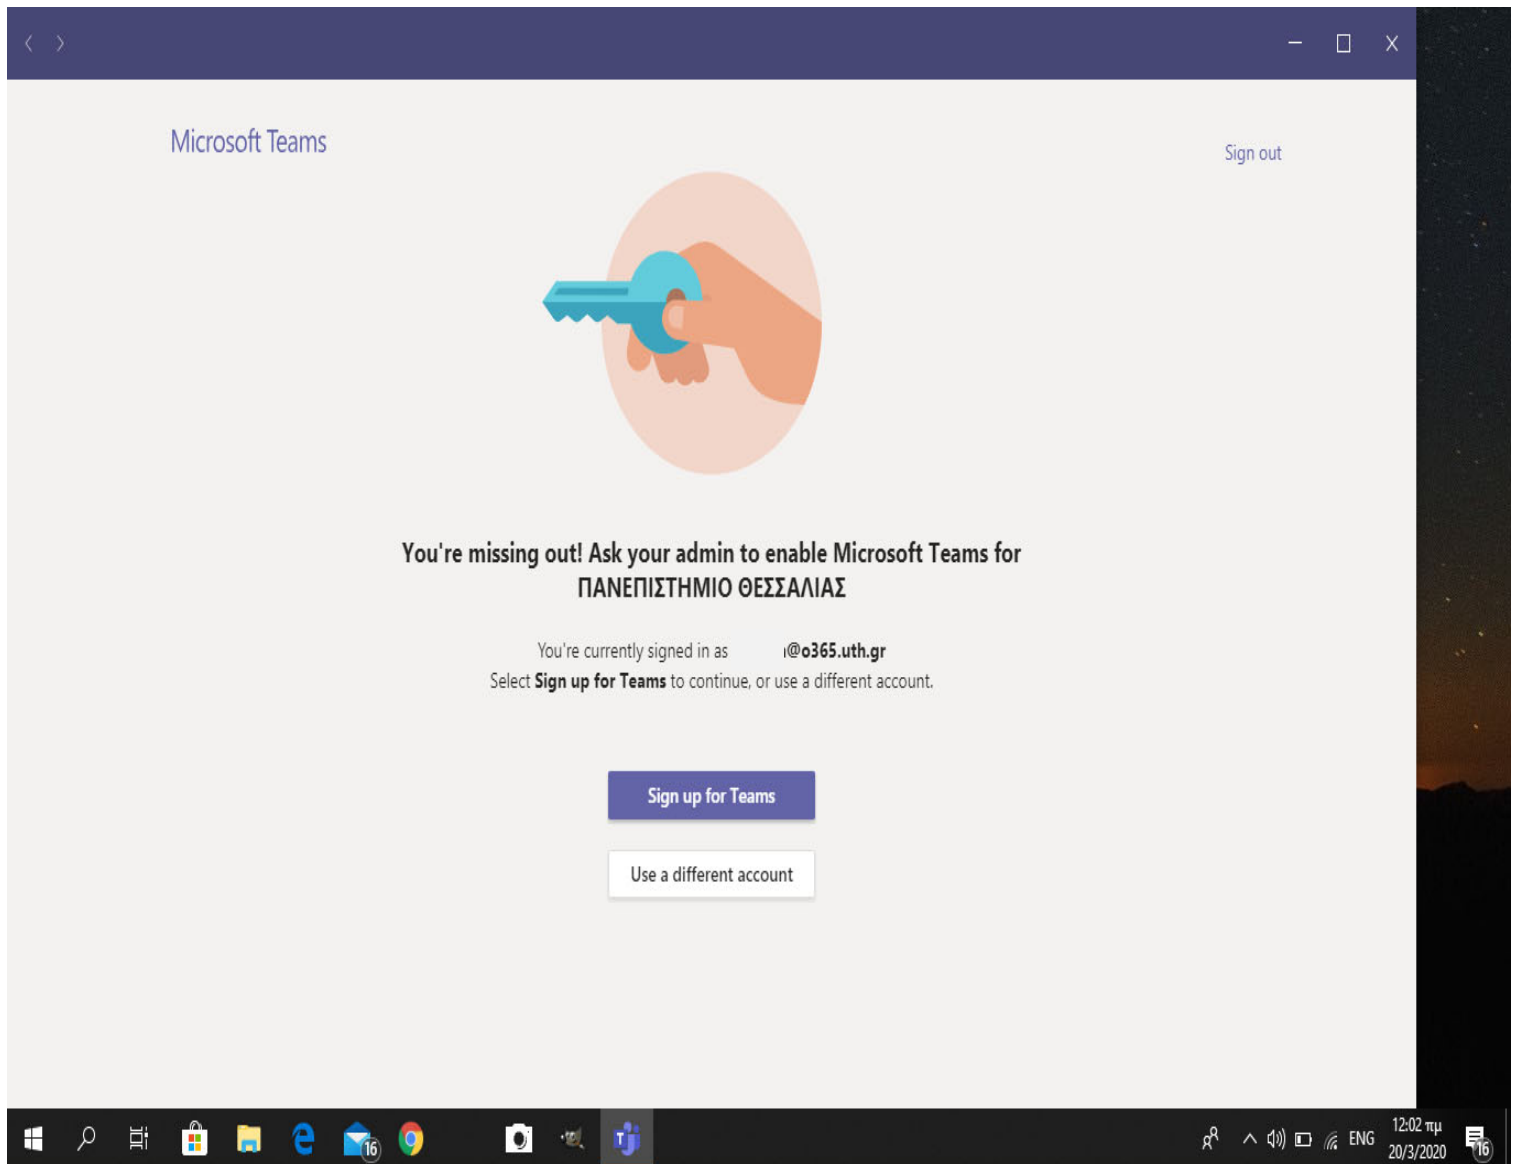 Microsoft Teams
Sign out
You're missing out! Ask your admin to enable Microsoft Teams for
ΠΑΝΕΠΙΣΤΗΜΙΟ ΘΕΣΣΑΛΙΑΣ
You're currently signed in as @o365.uth.gr
Select Sign up for Teams to continue, or use a different account.
Sign up for Teams
Use a different account
16
ENG
12:02 πμ
20/3/2020
16